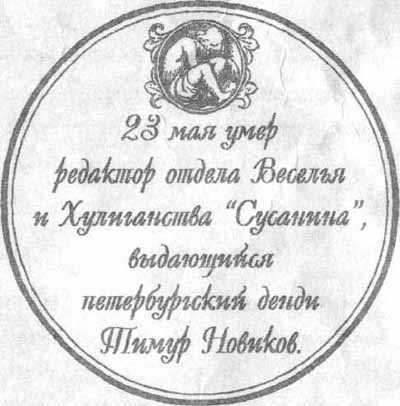 23 мая умер
редактор отдела Веселья
и Хулиганства "Сусанина",
выдающийся
петербургский денди
Тимур Новиков.